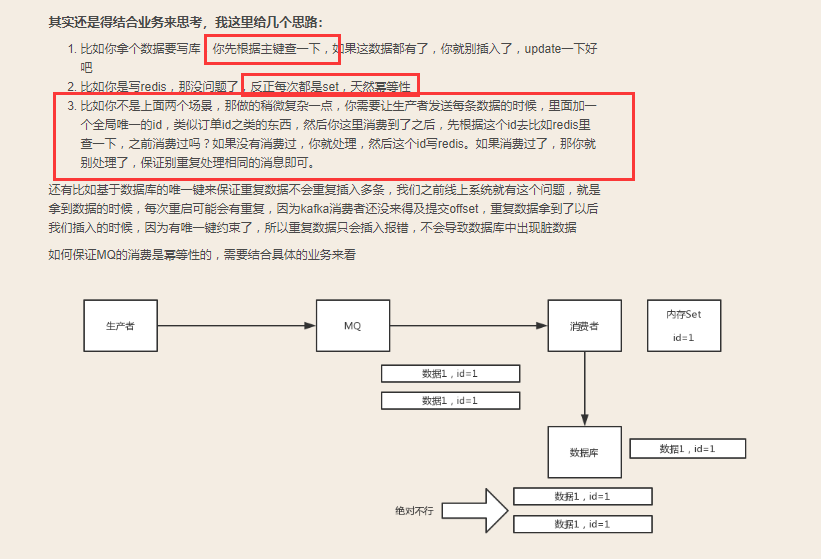 其实还是得结合业务来思考，我这里给几个思路：
1. 比如你拿个数据要写库，你先根据主键查一下，如果这数据都有了，你就别插入了，update一下好
吧
2. 比如你是写redis，那没问题了，反正每次都是set，天然幂等性
3. 比如你不是上面两个场景，那做的稍微复杂一点，你需要让生产者发送每条数据的时候，里面加一
个全局唯一的id，类似订单id之类的东西，然后你这里消费到了之后，先根据这个id去比如redis里
查一下，之前消费过吗？如果没有消费过，你就处理，然后这个id写redis。如果消费过了，那你就
别处理了，保证别重复处理相同的消息即可。
还有比如基于数据库的唯一键来保证重复数据不会重复插入多条，我们之前线上系统就有这个问题，就是
拿到数据的时候，每次重启可能会有重复，因为kafka消费者还没来得及提交offset，重复数据拿到了以后
我们插入的时候，因为有唯一键约束了，所以重复数据只会插入报错，不会导致数据库中出现脏数据
如何保证MQ的消费是幂等性的，需要结合具体的业务来看
生产者
MQ
消费者
内存Set
id=1
数据1，id=1
数据1，id=1
数据库
数据1，id=1
绝对不行
数据1，id=1
数据1，id=1